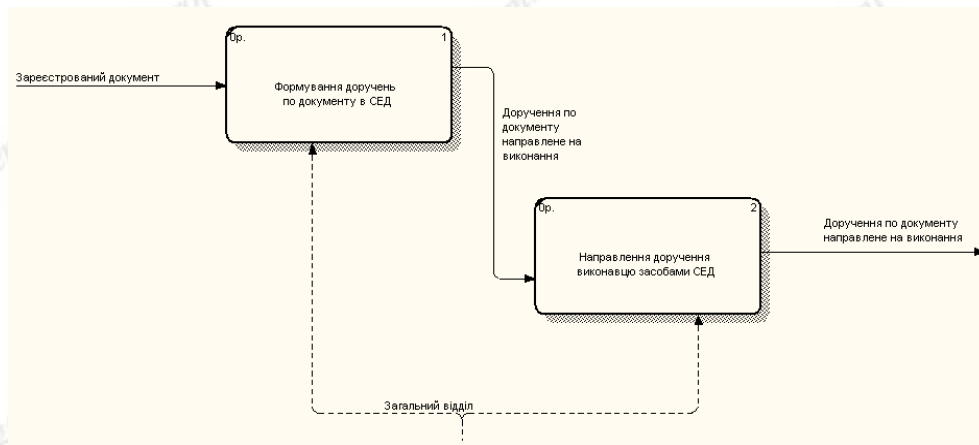 0р.
1
Зареєстрований документ
Формування доручень
по документу в СЕД
Доручення по
документу
направлене на
виконання
0р.
2
Направлення доручення
виконавцю засобами СЕД
Доручення по документу
направлене на виконання
Загальний відділ